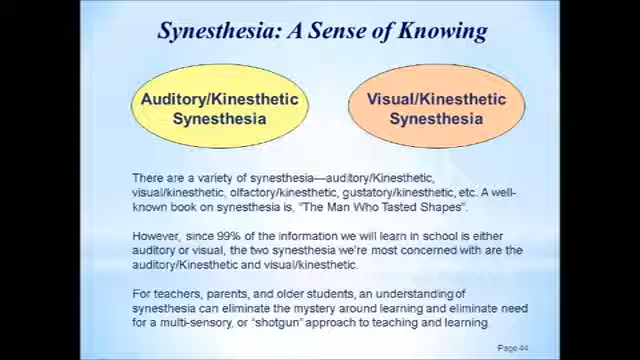 Synesthesia: A Sense of Knowing
Auditory/Kinesthetic
Synesthesia
Visual/Kinesthetic
Synesthesia
There are a variety of synesthesia—auditory/Kinesthetic,
visual/kinesthetic, olfactory/kinesthetic, gustatory/kinesthetic, etc. A well-
known book on synesthesia is, "The Man Who Tasted Shapes".
However, since 99% of the information we will learn in school is either
auditory or visual, the two synesthesia we're most concerned with are the
auditory/Kinesthetic and visual/kinesthetic.
For teachers, parents, and older students, an understanding of
synesthesia can eliminate the mystery around learning and eliminate need
for a multi-sensory, or "shotgun" approach to teaching and learning.
Page 44